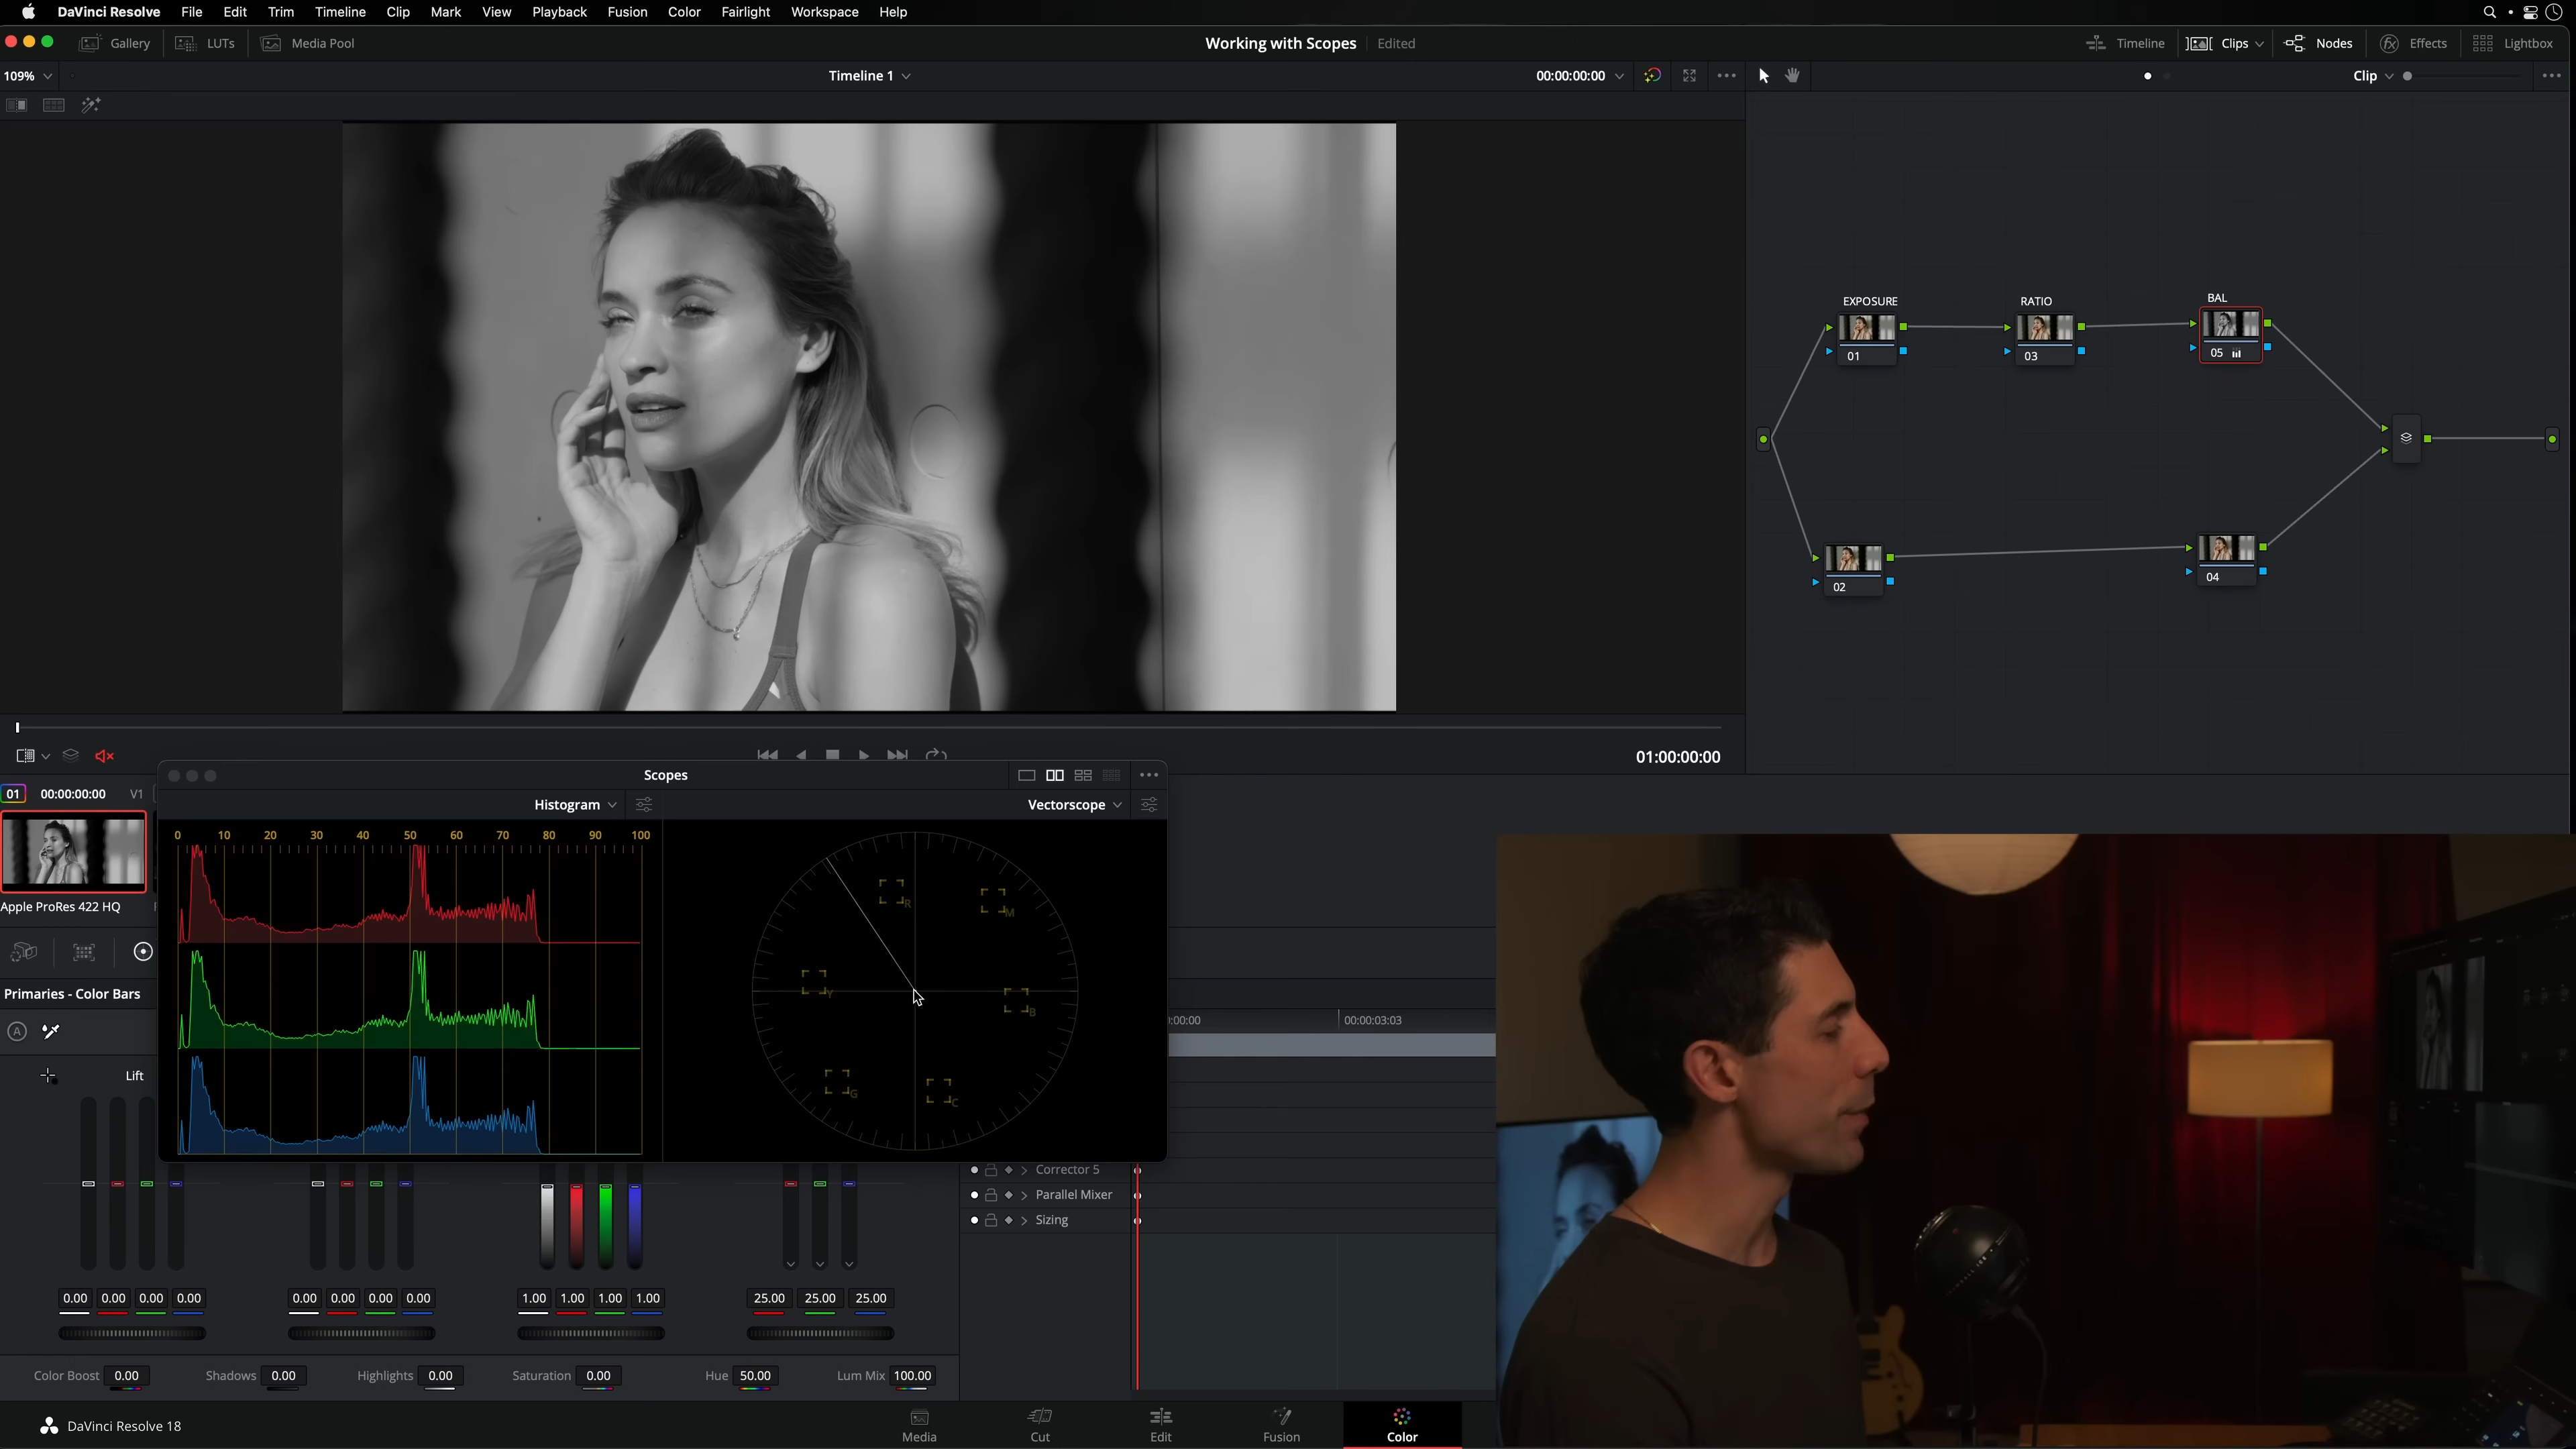 DaVinci Resolve File Edit Trim Timeline Clip Mark View Playback Fusion Color Fairlight Workspace Help
Gallery LUTs Media Pool Working with Scopes Edited Timeline Clips Nodes Effects Lightbox
109% Timeline 1 00:00:00:00 Clip
EXPOSURE RATIO BAL
01 03 05
02 04
01:00:00:00
Scopes
01 00:00:00:00 V1
Histogram Vectorscope
0 10 20 30 40 50 60 70 80 90 100
R M
Y B
G C
Apple ProRes 422 HQ
Primaries - Color Bars
:00:00 00:00:03:03
A
Lift
Corrector 5
Parallel Mixer
Sizing
0.00 0.00 0.00 0.00 0.00 0.00 0.00 0.00 1.00 1.00 1.00 1.00 25.00 25.00 25.00
Color Boost 0.00 Shadows 0.00 Highlights 0.00 Saturation 0.00 Hue 50.00 Lum Mix 100.00
DaVinci Resolve 18 Media Cut Edit Fusion Color